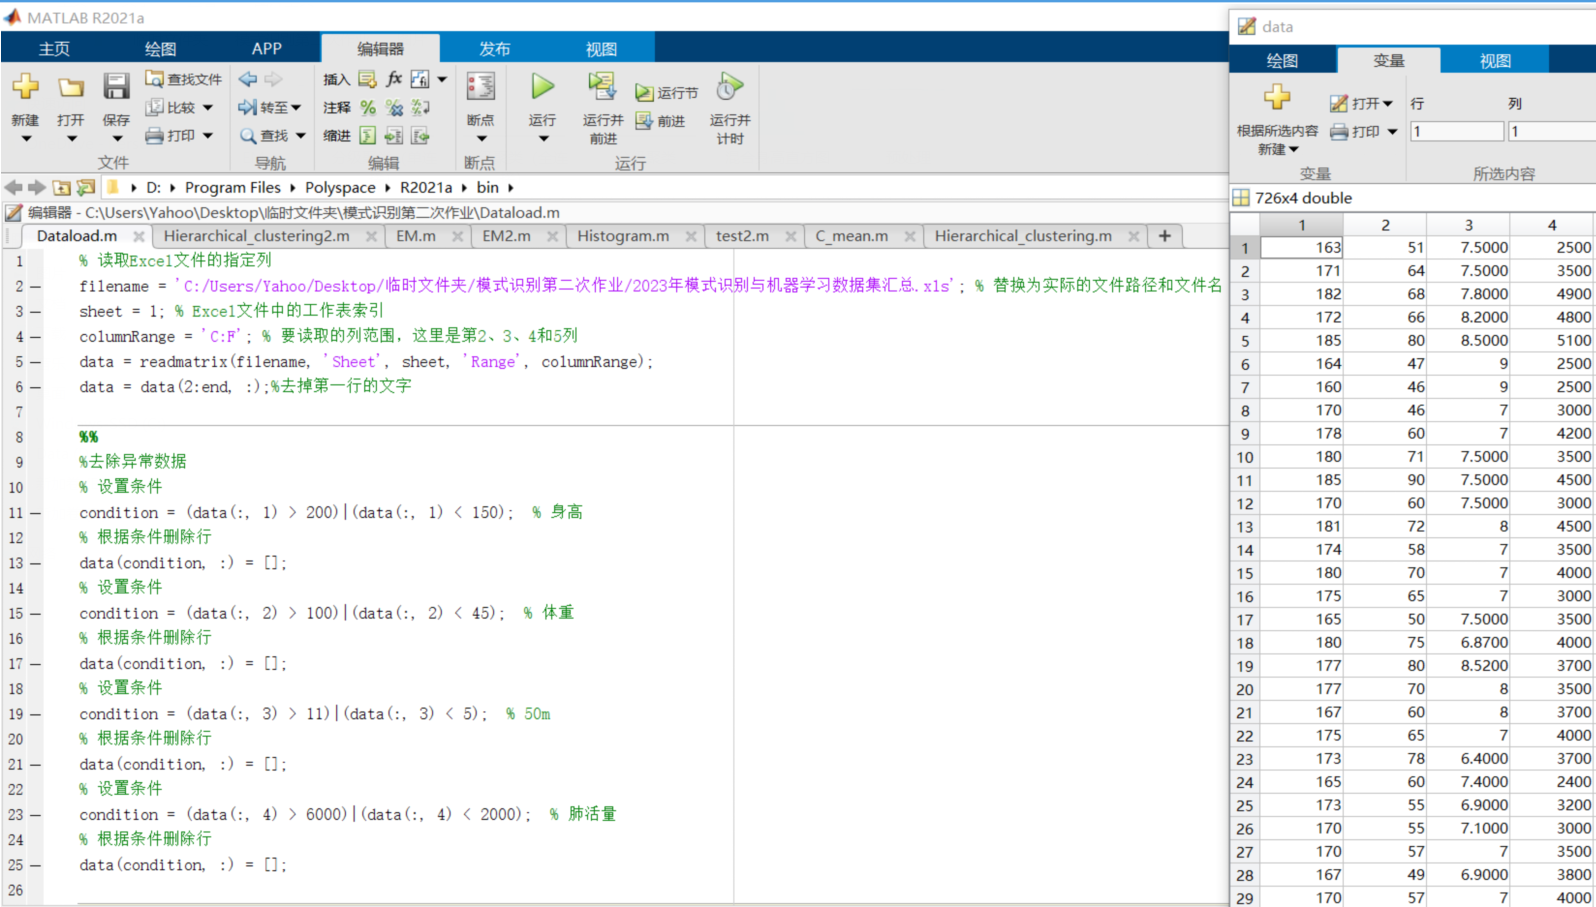 MATLAB R2021a
主页 绘图 APP 编辑器 发布 视图
新建 打开 保存 查找文件 比较 打印
文件
转至 查找
导航
插入 fx
注释
缩进
编辑
断点
断点
运行 运行并前进 运行节 前进 运行并计时
运行
D: Program Files Polyspace R2021a bin
编辑器 - C:\Users\Yahoo\Desktop\临时文件夹\模式识别第二次作业\Dataload.m
Dataload.m Hierarchical_clustering2.m EM.m EM2.m Histogram.m test2.m C_mean.m Hierarchical_clustering.m +
1 % 读取Excel文件的指定列
2 filename = 'C:/Users/Yahoo/Desktop/临时文件夹/模式识别第二次作业/2023年模式识别与机器学习数据集汇总.xls'; % 替换为实际的文件路径和文件名
3 sheet = 1; % Excel文件中的工作表索引
4 columnRange = 'C:F'; % 要读取的列范围，这里是第2、3、4和5列
5 data = readmatrix(filename, 'Sheet', sheet, 'Range', columnRange);
6 data = data(2:end, :);%去掉第一行的文字
7
8 %%
9 %去除异常数据
10 % 设置条件
11 condition = (data(:, 1) > 200)|(data(:, 1) < 150); % 身高
12 % 根据条件删除行
13 data(condition, :) = [];
14 % 设置条件
15 condition = (data(:, 2) > 100)|(data(:, 2) < 45); % 体重
16 % 根据条件删除行
17 data(condition, :) = [];
18 % 设置条件
19 condition = (data(:, 3) > 11)|(data(:, 3) < 5); % 50m
20 % 根据条件删除行
21 data(condition, :) = [];
22 % 设置条件
23 condition = (data(:, 4) > 6000)|(data(:, 4) < 2000); % 肺活量
24 % 根据条件删除行
25 data(condition, :) = [];
26
data
绘图 变量 视图
根据所选内容新建 打开 打印
变量
行 列
1 1
所选内容
726x4 double
1 2 3 4
1 163 51 7.5000 2500
2 171 64 7.5000 3500
3 182 68 7.8000 4900
4 172 66 8.2000 4800
5 185 80 8.5000 5100
6 164 47 9 2500
7 160 46 9 2500
8 170 46 7 3000
9 178 60 7 4200
10 180 71 7.5000 3500
11 185 90 7.5000 4500
12 170 60 7.5000 3000
13 181 72 8 4500
14 174 58 7 3500
15 180 70 7 4000
16 175 65 7 3000
17 165 50 7.5000 3500
18 180 75 6.8700 4000
19 177 80 8.5200 3700
20 177 70 8 3500
21 167 60 8 3700
22 175 65 7 4000
23 173 78 6.4000 3700
24 165 60 7.4000 2400
25 173 55 6.9000 3200
26 170 55 7.1000 3000
27 170 57 7 3500
28 167 49 6.9000 3800
29 170 57 7 4000